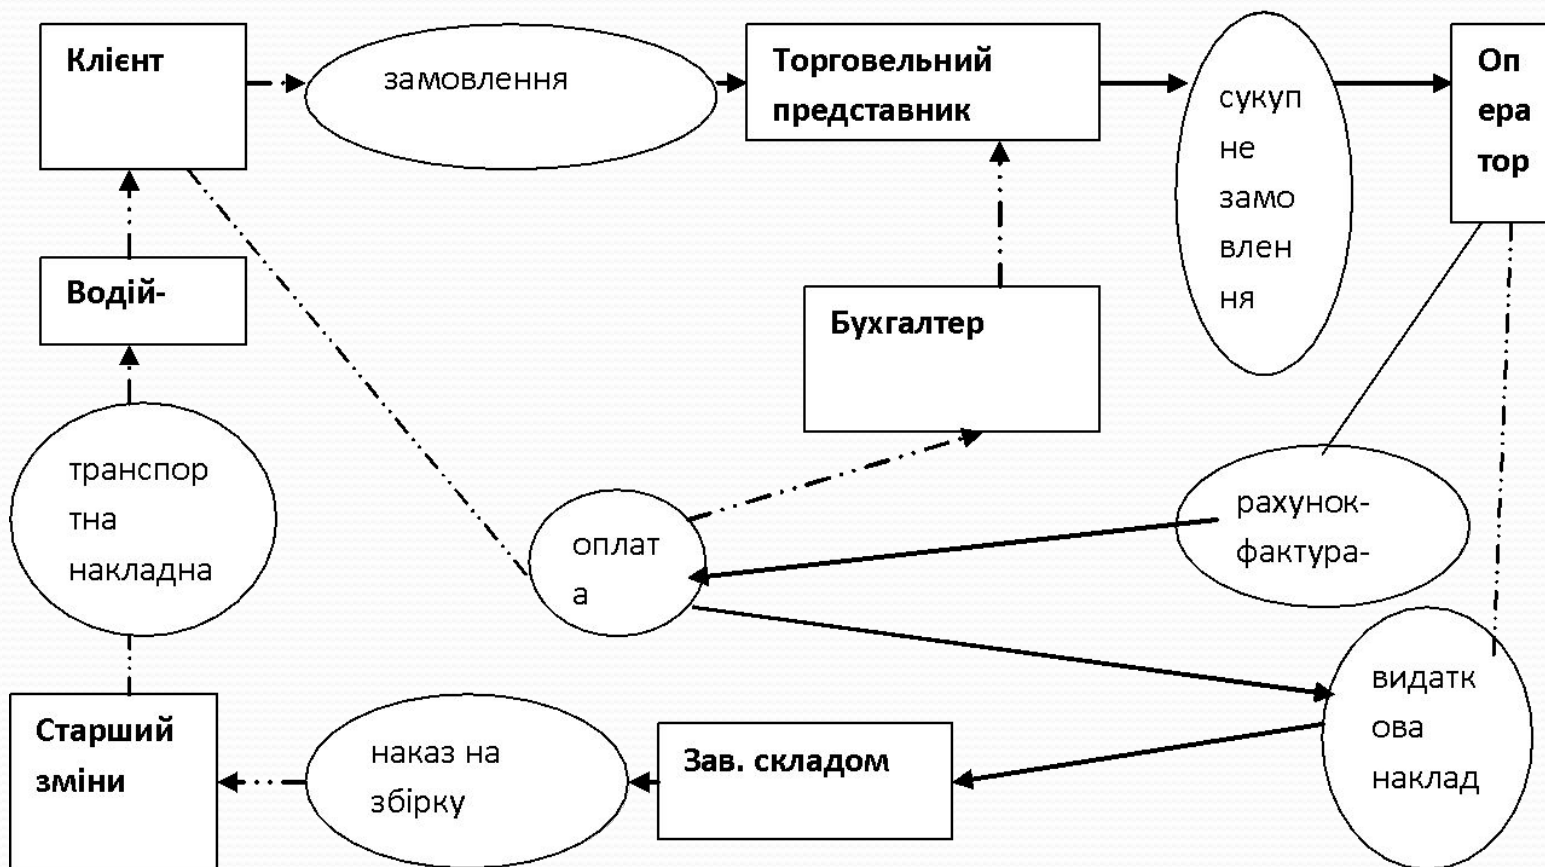 Клієнт
замовлення
Торговельний
представник
сукуп
не
замо
влен
ня
Оп
ера
тор
Водій-
Бухгалтер
транспор
тна
накладна
оплат
а
рахунок-
фактура-
видатк
ова
наклад
Старший
зміни
наказ на
збірку
Зав. складом